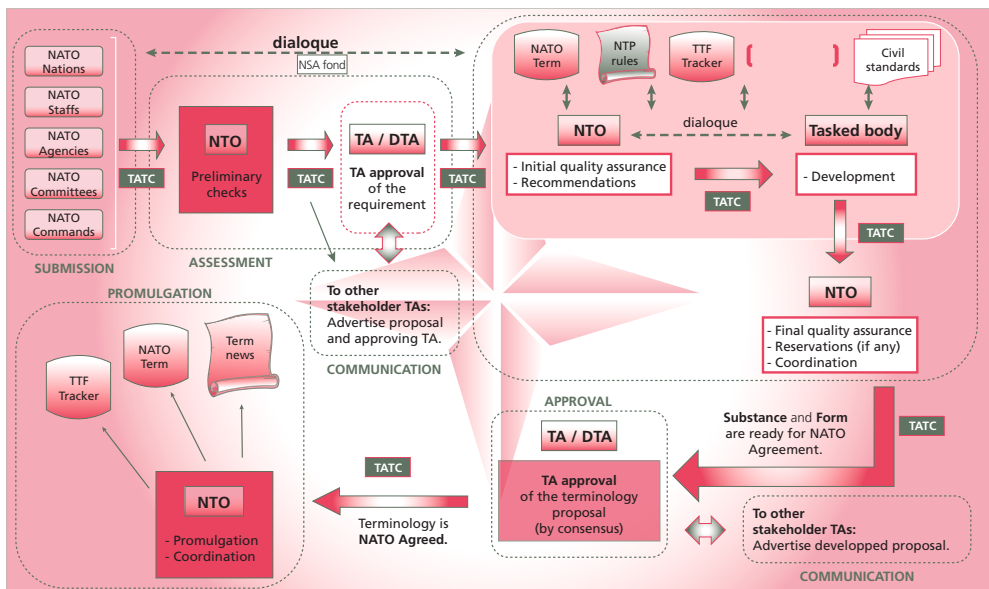 NATO
Nations
NATO
Staffs
NATO
Agencies
NATO
Committees
NATO
Commands
SUBMISSION
dialoque
NSA fond
TATC
NTO
Preliminary
checks
ASSESSMENT
TATC
TA / DTA
TA approval
of the
requirement
TATC
To other
stakeholder TAs:
Advertise proposal
and approving TA.
COMMUNICATION
NATO
Term
NTP
rules
TTF
Tracker
Civil
standards
NTO
dialoque
Tasked body
- Initial quality assurance
- Recommendations
TATC
- Development
TATC
NTO
- Final quality assurance
- Reservations (if any)
- Coordination
TATC
Substance and Form
are ready for NATO
Agreement.
APPROVAL
TA / DTA
TA approval
of the terminology
proposal
(by consensus)
To other
stakeholder TAs:
Advertise developped proposal.
COMMUNICATION
TATC
Terminology is
NATO Agreed.
PROMULGATION
TTF
Tracker
NATO
Term
Term
news
NTO
- Promulgation
- Coordination